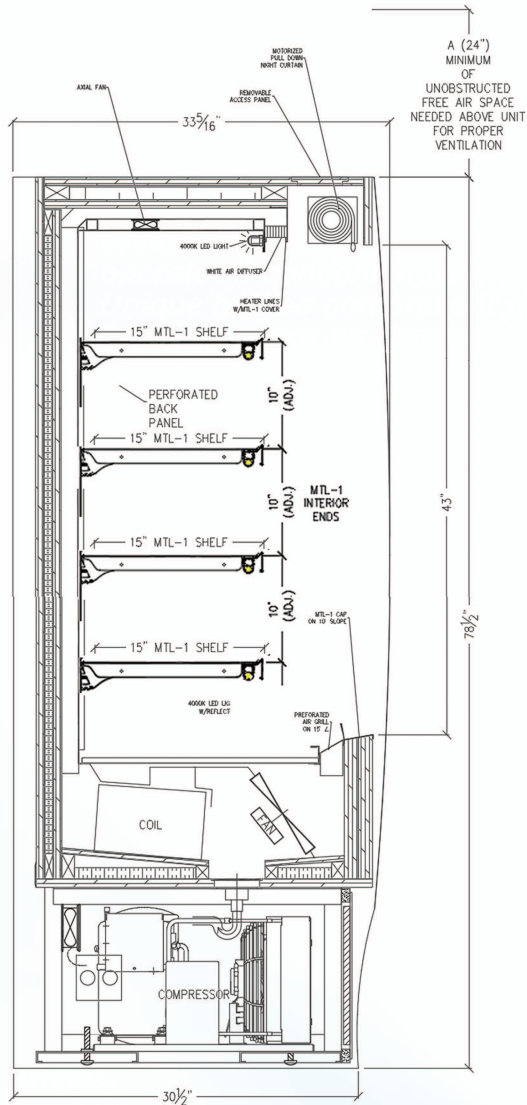 A (24")
MINIMUM
OF
UNOBSTRUCTED
FREE AIR SPACE
NEEDED ABOVE UNIT
FOR PROPER
VENTILATION
MOTORIZED
PULL DOWN
NIGHT CURTAIN
AXIAL FAN
REMOVABLE
ACCESS PANEL
33 5/16"
4000K LED LIGHT
WHITE AIR DIFFUSER
HEATER LINES
W/MTL-1 COVER
15" MTL-1 SHELF
10"
(ADJ.)
PERFORATED
BACK
PANEL
15" MTL-1 SHELF
10"
(ADJ.)
MTL-1
INTERIOR
ENDS
43"
15" MTL-1 SHELF
10"
(ADJ.)
MTL-1 CAP
ON 10 SLOPE
78 1/2"
15" MTL-1 SHELF
4000K LED LIG
W/REFLECT
PREFORATED
AIR GRILL
ON 15 ∠
COIL
FAN
COMPRESSOR
30 1/2"